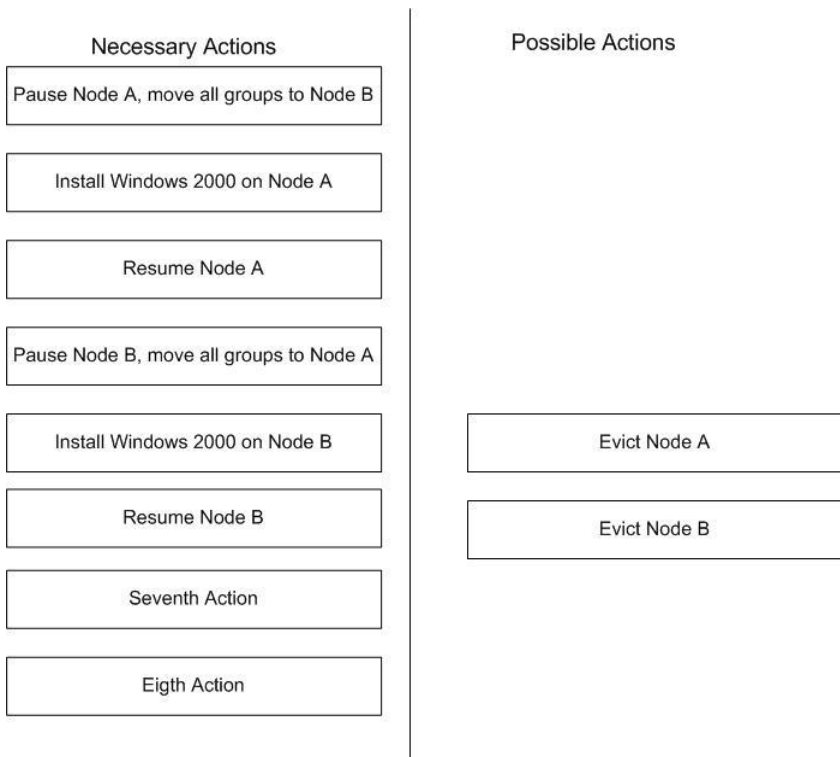 Necessary Actions
Pause Node A, move all groups to Node B
Install Windows 2000 on Node A
Resume Node A
Pause Node B, move all groups to Node A
Install Windows 2000 on Node B
Resume Node B
Seventh Action
Eigth Action
Possible Actions
Evict Node A
Evict Node B